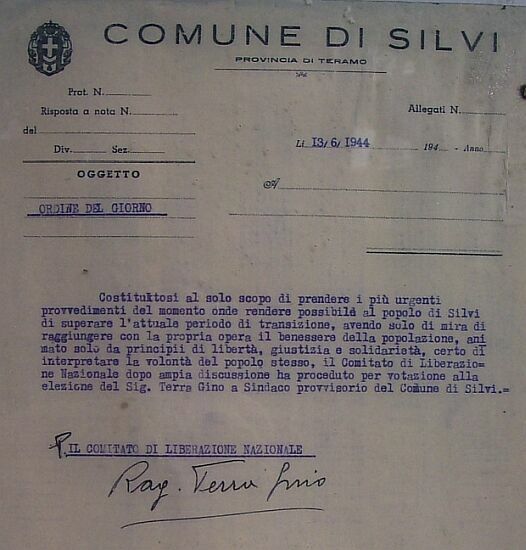 COMUNE DI SILVI
PROVINCIA DI TERAMO
Prot. N.
Risposta a nota N.
Allegati N.
del
Div. Sez.
Li 13/6/1944 194 - Anno
OGGETTO
A
ORDINE DEL GIORNO
Costituitosi al solo scopo di prendere i più urgenti
provvedimenti del momento onde rendere possibil al popolo di Silvi
di superare l'attuale periodo di transizione, avendo solo di mira di
raggiungere con la propria opera il benessere della popolazione, ani
mato solo da principii di libertà, giustizia e solidarietà, certo di
interpretare la volontà del popolo stesso, il Comitato di Liberazio=
ne Nazionale dopo ampia discussione ha proceduto per votazione alla
elezione del Sig. Terra Gino a Sindaco provvisorio del Comune di Silvi.=
P. IL COMITATO DI LIBERAZIONE NAZIONALE
Rag. Terra Gino